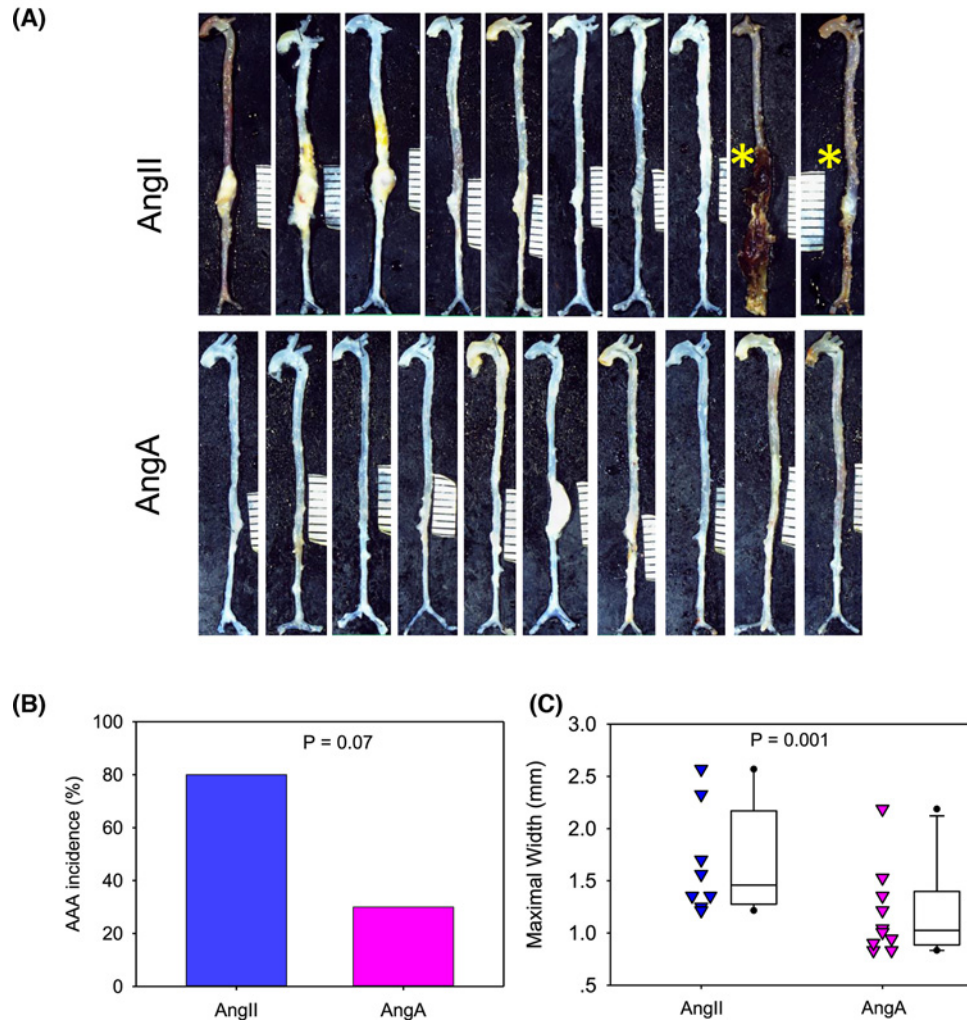 (A)
AngII
*
*
AngA
(B)
100
80
60
40
20
0
AAA incidence (%)
P = 0.07
AngII
AngA
(C)
3.0
2.5
2.0
1.5
1.0
.5
Maximal Width (mm)
P = 0.001
AngII
AngA